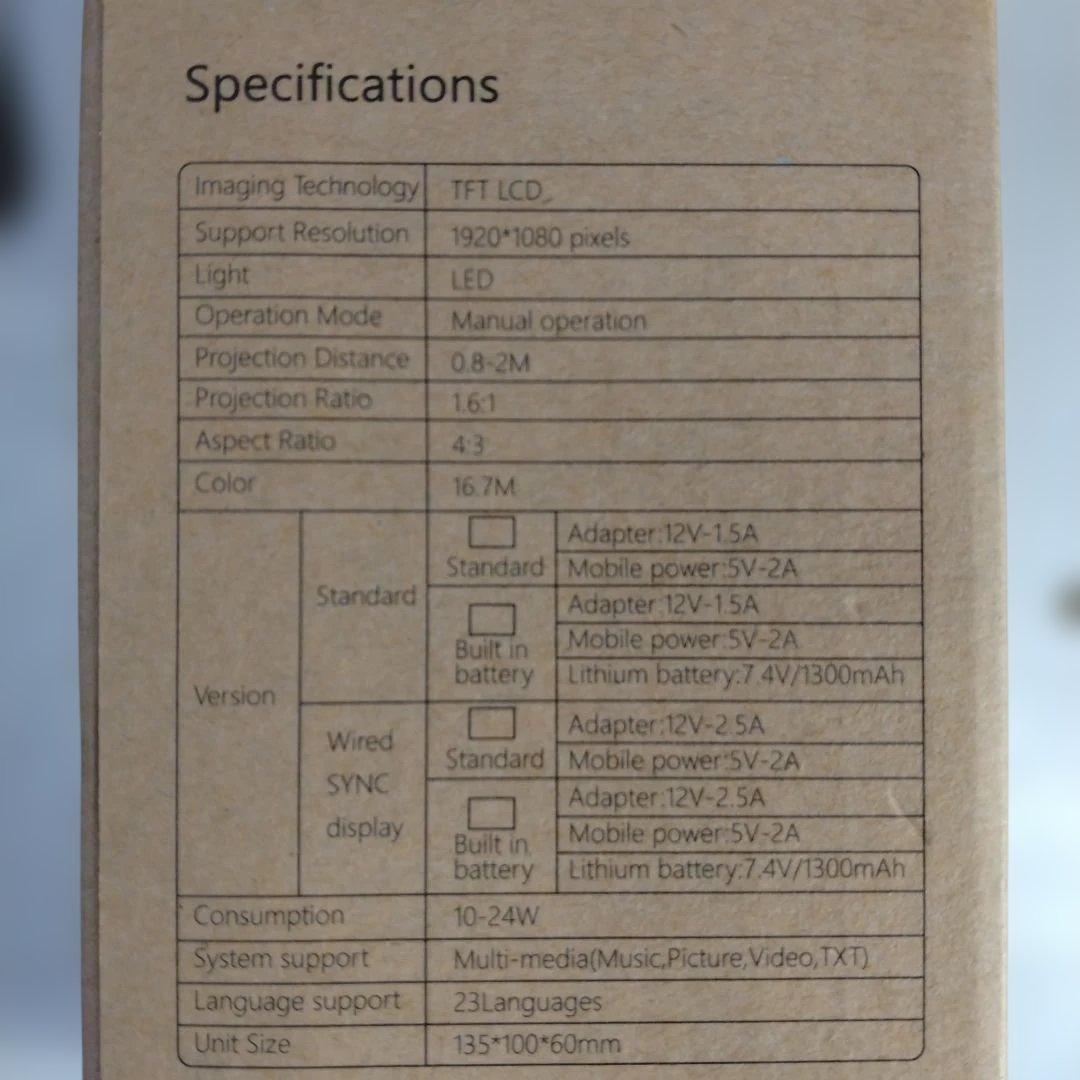 Specifications
Imaging Technology TFT LCD
Support Resolution 1920*1080 pixels
Light LED
Operation Mode Manual operation
Projection Distance 0.8-2M
Projection Ratio 1.6:1
Aspect Ratio 4:3
Color 16.7M
Version
Standard
Standard
Adapter:12V-1.5A
Mobile power:5V-2A
Built in
battery
Adapter:12V-1.5A
Mobile power:5V-2A
Lithium battery:7.4V/1300mAh
Wired
SYNC
display
Standard
Adapter:12V-2.5A
Mobile power:5V-2A
Built in
battery
Adapter:12V-2.5A
Mobile power:5V-2A
Lithium battery:7.4V/1300mAh
Consumption 10-24W
System support Multi-media(Music,Picture,Video,TXT)
Language support 23Languages
Unit Size 135*100*60mm